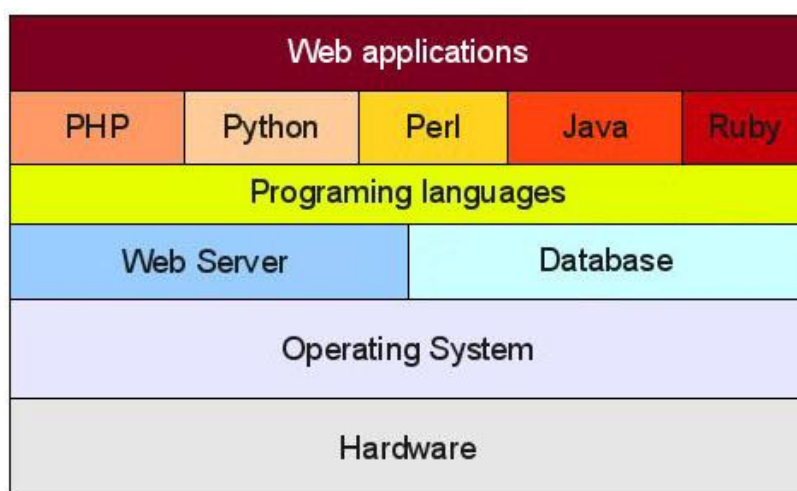 Web applications
PHP Python Perl Java Ruby
Programing languages
Web Server Database
Operating System
Hardware